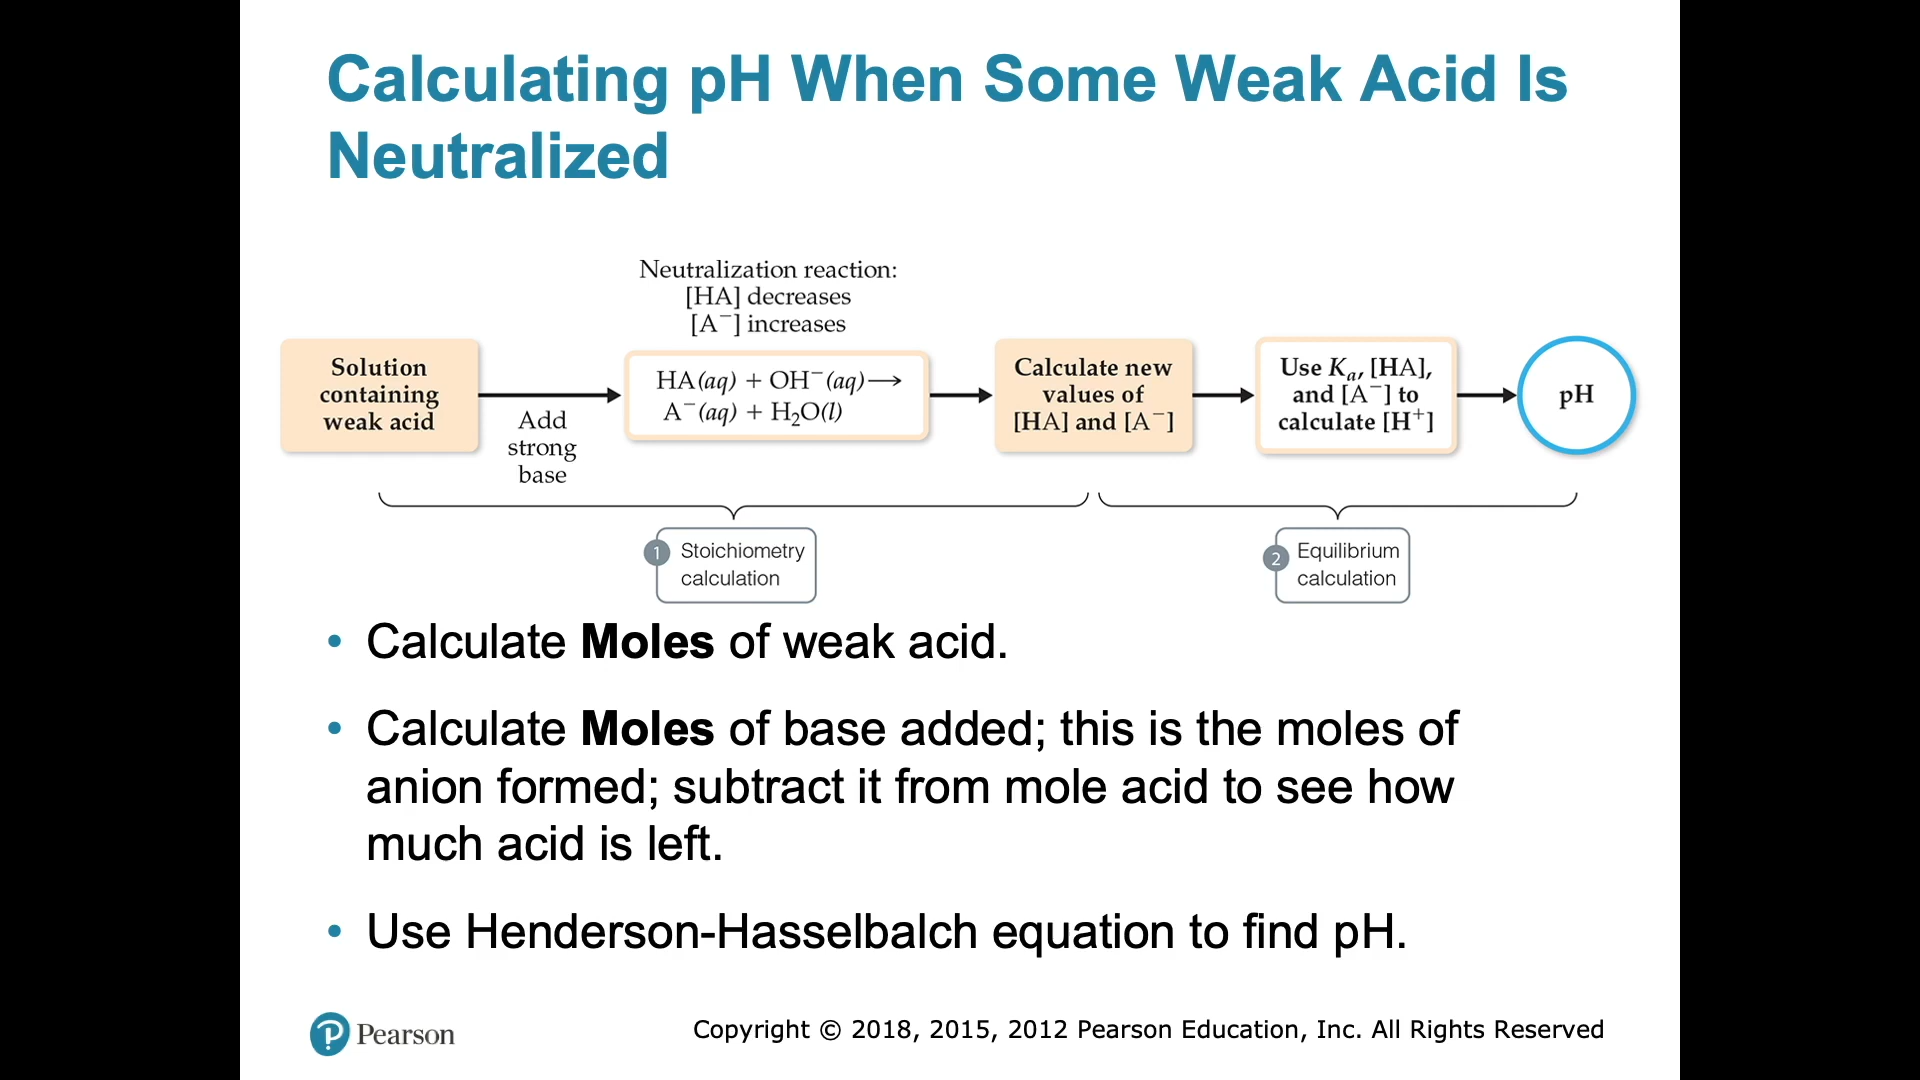 Calculating pH When Some Weak Acid Is
Neutralized
Neutralization reaction:
[HA] decreases
[A⁻] increases
Solution
containing
weak acid
Add
strong
base
HA(aq) + OH⁻(aq) ⟶
A⁻(aq) + H₂O(l)
Calculate new
values of
[HA] and [A⁻]
Use Kₐ, [HA],
and [A⁻] to
calculate [H⁺]
pH
1 Stoichiometry
calculation
2 Equilibrium
calculation
• Calculate Moles of weak acid.
• Calculate Moles of base added; this is the moles of
anion formed; subtract it from mole acid to see how
much acid is left.
• Use Henderson-Hasselbalch equation to find pH.
P Pearson
Copyright © 2018, 2015, 2012 Pearson Education, Inc. All Rights Reserved